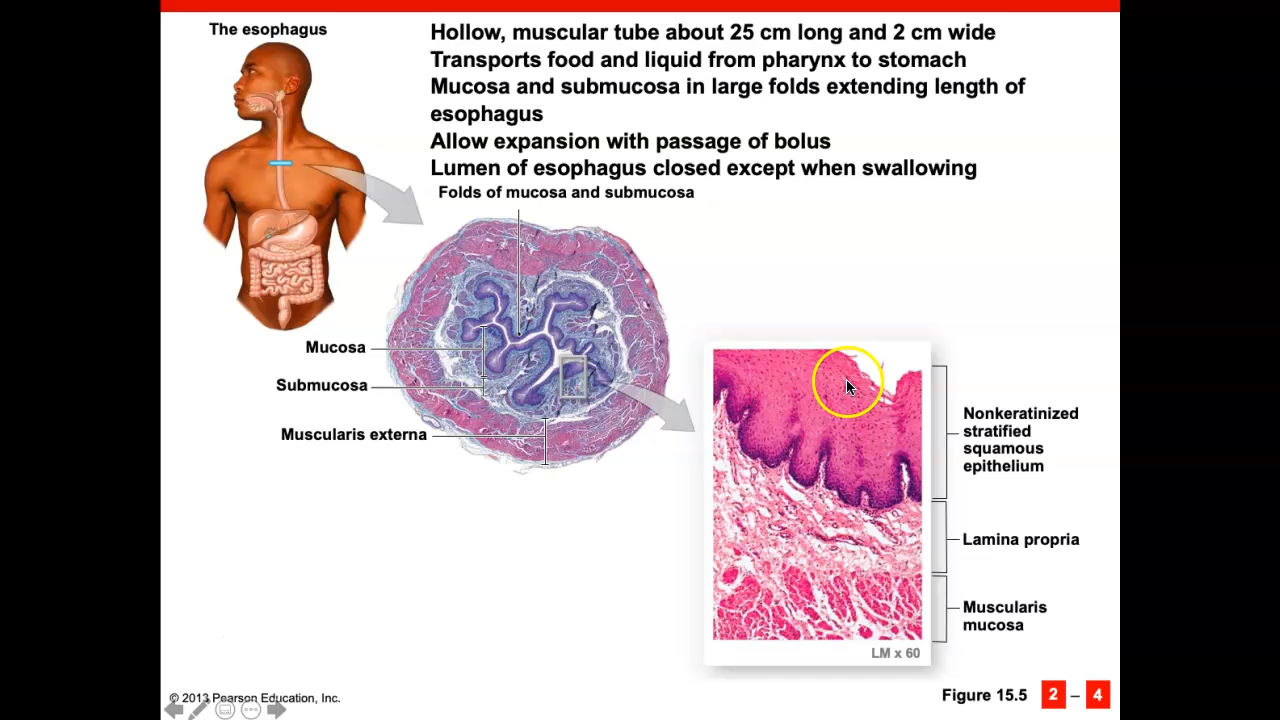 The esophagus
Hollow, muscular tube about 25 cm long and 2 cm wide
Transports food and liquid from pharynx to stomach
Mucosa and submucosa in large folds extending length of
esophagus
Allow expansion with passage of bolus
Lumen of esophagus closed except when swallowing
Folds of mucosa and submucosa
Mucosa
Submucosa
Muscularis externa
Nonkeratinized
stratified
squamous
epithelium
Lamina propria
Muscularis
mucosa
LM x 60
© 2013 Pearson Education, Inc.
Figure 15.5 2 – 4